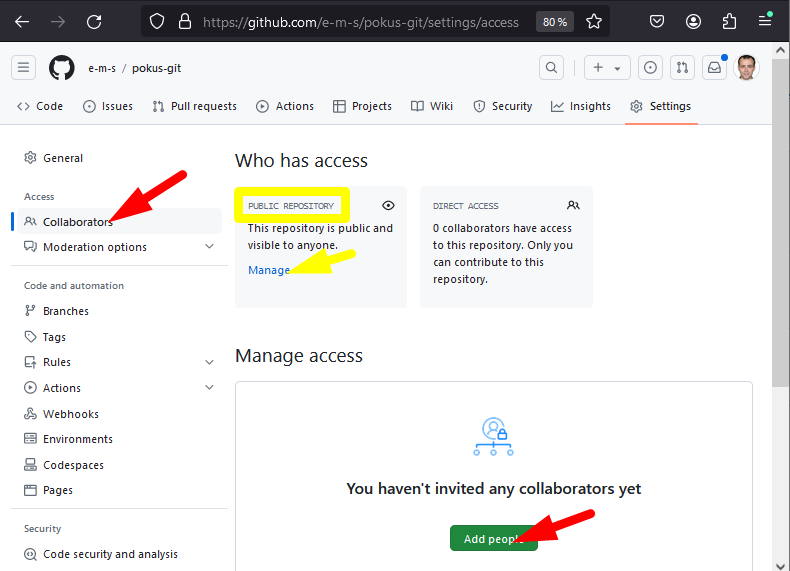 https://github.com/e-m-s/pokus-git/settings/access
80 %
e-m-s / pokus-git
Code
Issues
Pull requests
Actions
Projects
Wiki
Security
Insights
Settings
General
Access
Collaborators
Moderation options
Code and automation
Branches
Tags
Rules
Actions
Webhooks
Environments
Codespaces
Pages
Security
Code security and analysis
Who has access
PUBLIC REPOSITORY
This repository is public and
visible to anyone.
Manage
DIRECT ACCESS
0 collaborators have access
to this repository. Only you
can contribute to this
repository.
Manage access
You haven't invited any collaborators yet
Add people